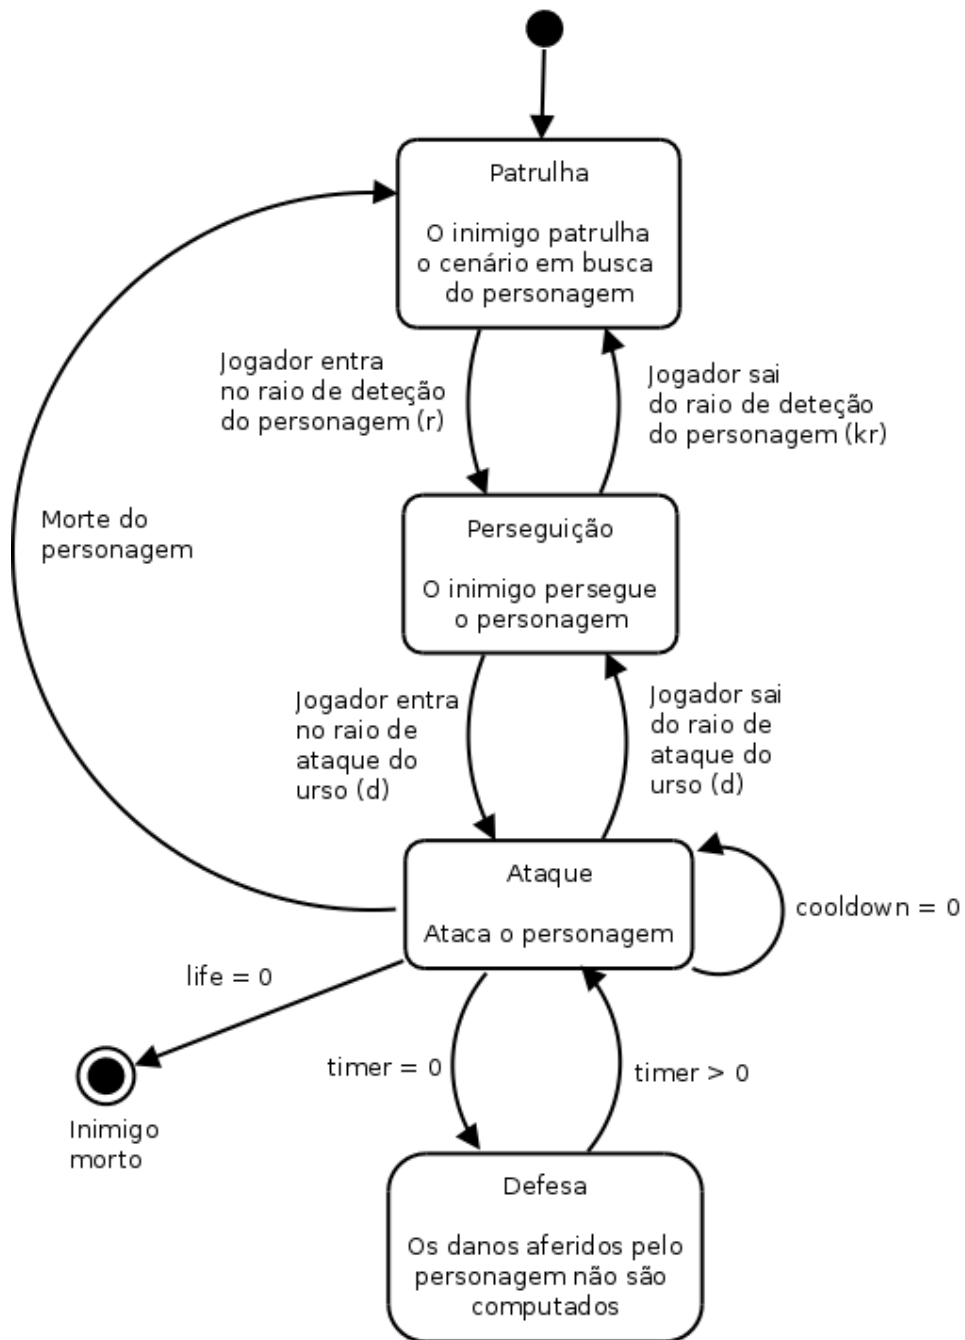 Patrulha
O inimigo patrulha
o cenário em busca
do personagem
Jogador entra
no raio de deteção
do personagem (r)
Jogador sai
do raio de deteção
do personagem (kr)
Morte do
personagem
Perseguição
O inimigo persegue
o personagem
Jogador entra
no raio de
ataque do
urso (d)
Jogador sai
do raio de
ataque do
urso (d)
Ataque
Ataca o personagem
cooldown = 0
life = 0
Inimigo
morto
timer = 0
timer > 0
Defesa
Os danos aferidos pelo
personagem não são
computados